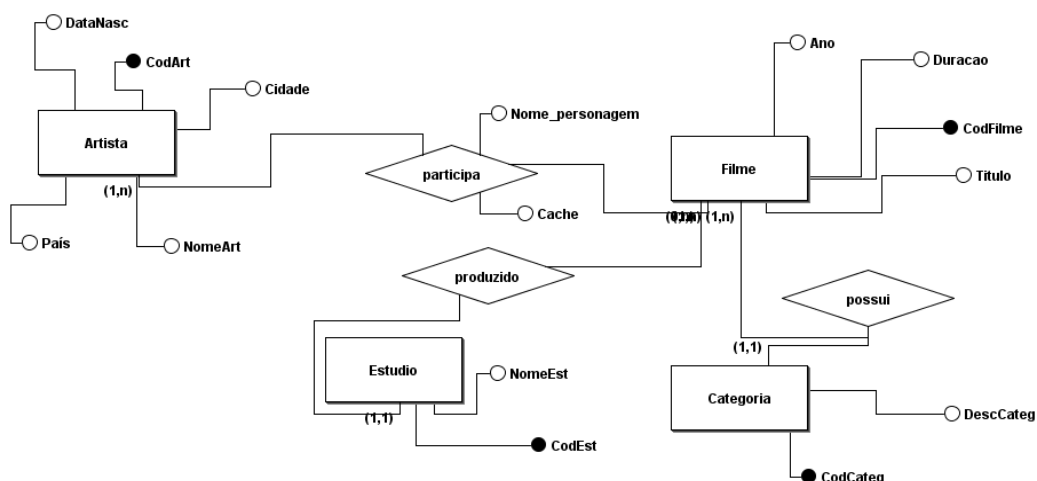 DataNasc
CodArt
Cidade
Artista
(1,n)
País
NomeArt
Nome_personagem
participa
Cache
Ano
Duracao
CodFilme
Filme
Titulo
(1,n)
produzido
possui
(1,1)
Estudio
NomeEst
(1,1)
CodEst
Categoria
DescCateg
CodCateg